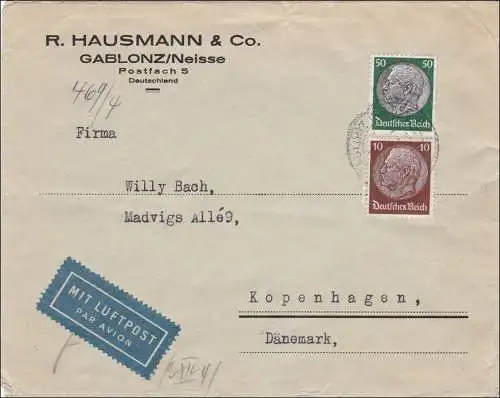 R. HAUSMANN & Co.
GABLONZ/Neisse
Postfach 5
Deutschland
469/4
Firma
Willy Bach,
Madvigs Allé9,
Kopenhagen,
Dänemark,
50 50
Deutsches Reich
10 10
Deutsches Reich
MIT LUFTPOST
PAR AVION